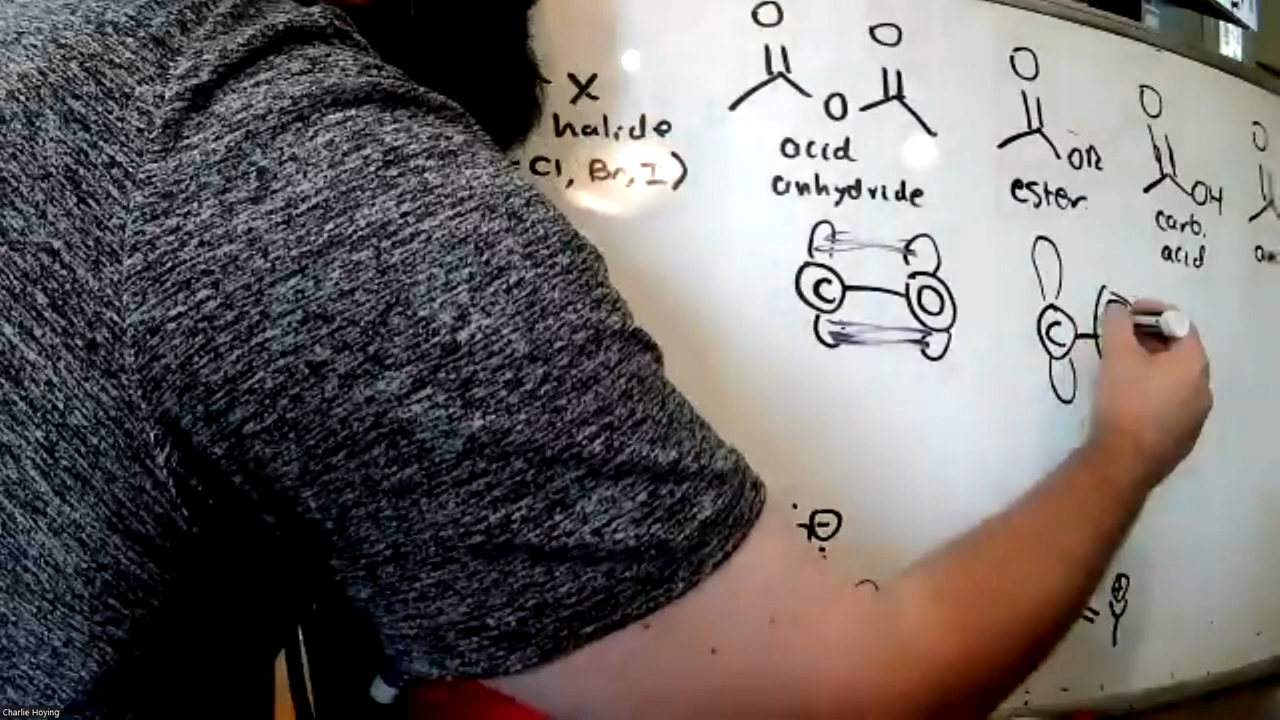 X
halide
Cl, Br, I)
O
O
O
acid
anhydride
O
OR
ester
O
OH
carb.
acid
O
C
O
C
Charlie Hoying